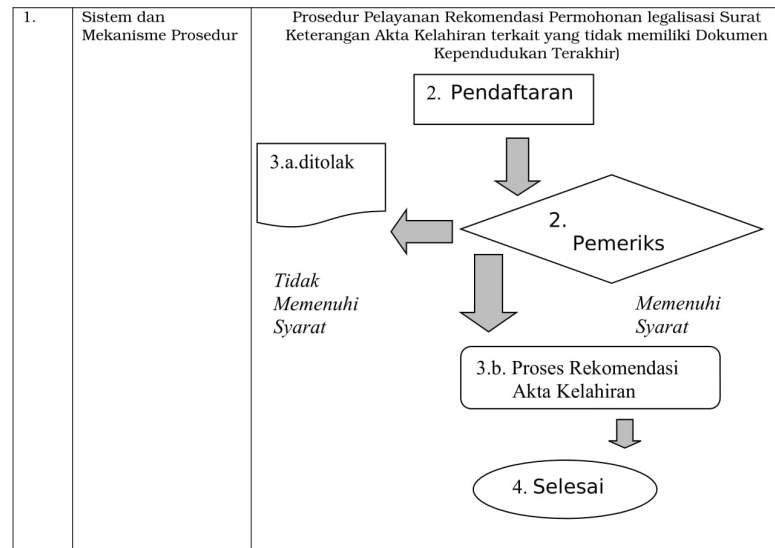 1.
Sistem dan
Mekanisme Prosedur
Prosedur Pelayanan Rekomendasi Permohonan legalisasi Surat
Keterangan Akta Kelahiran terkait yang tidak memiliki Dokumen
Kependudukan Terakhir)
2. Pendaftaran
3.a.ditolak
2.
Pemeriks
Tidak
Memenuhi
Syarat
Memenuhi
Syarat
3.b. Proses Rekomendasi
Akta Kelahiran
4. Selesai